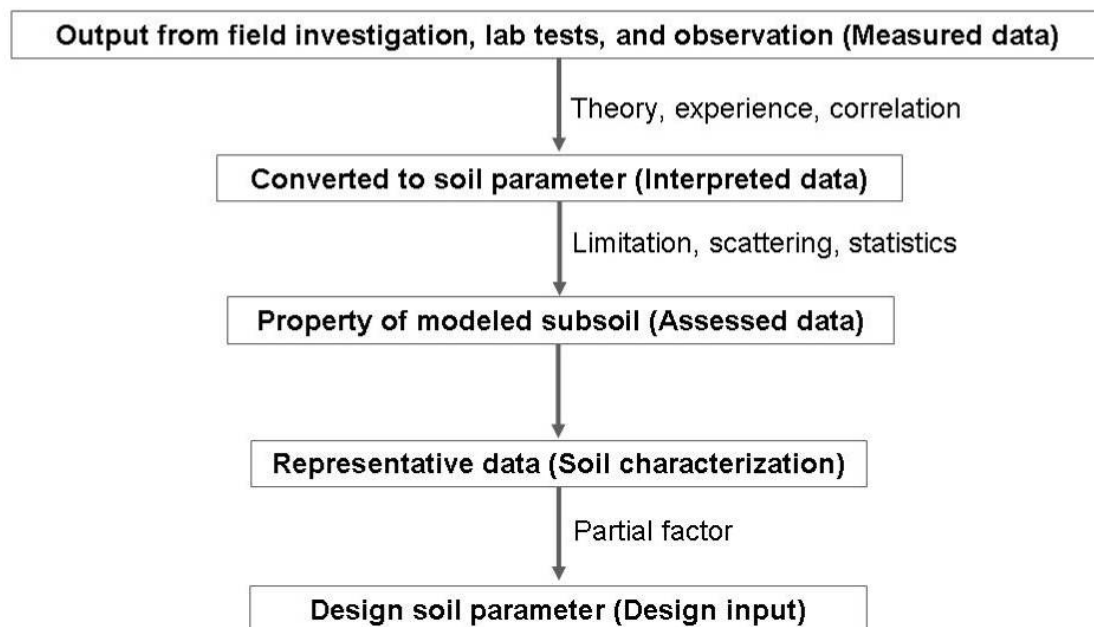 Output from field investigation, lab tests, and observation (Measured data)
Theory, experience, correlation
Converted to soil parameter (Interpreted data)
Limitation, scattering, statistics
Property of modeled subsoil (Assessed data)
Representative data (Soil characterization)
Partial factor
Design soil parameter (Design input)